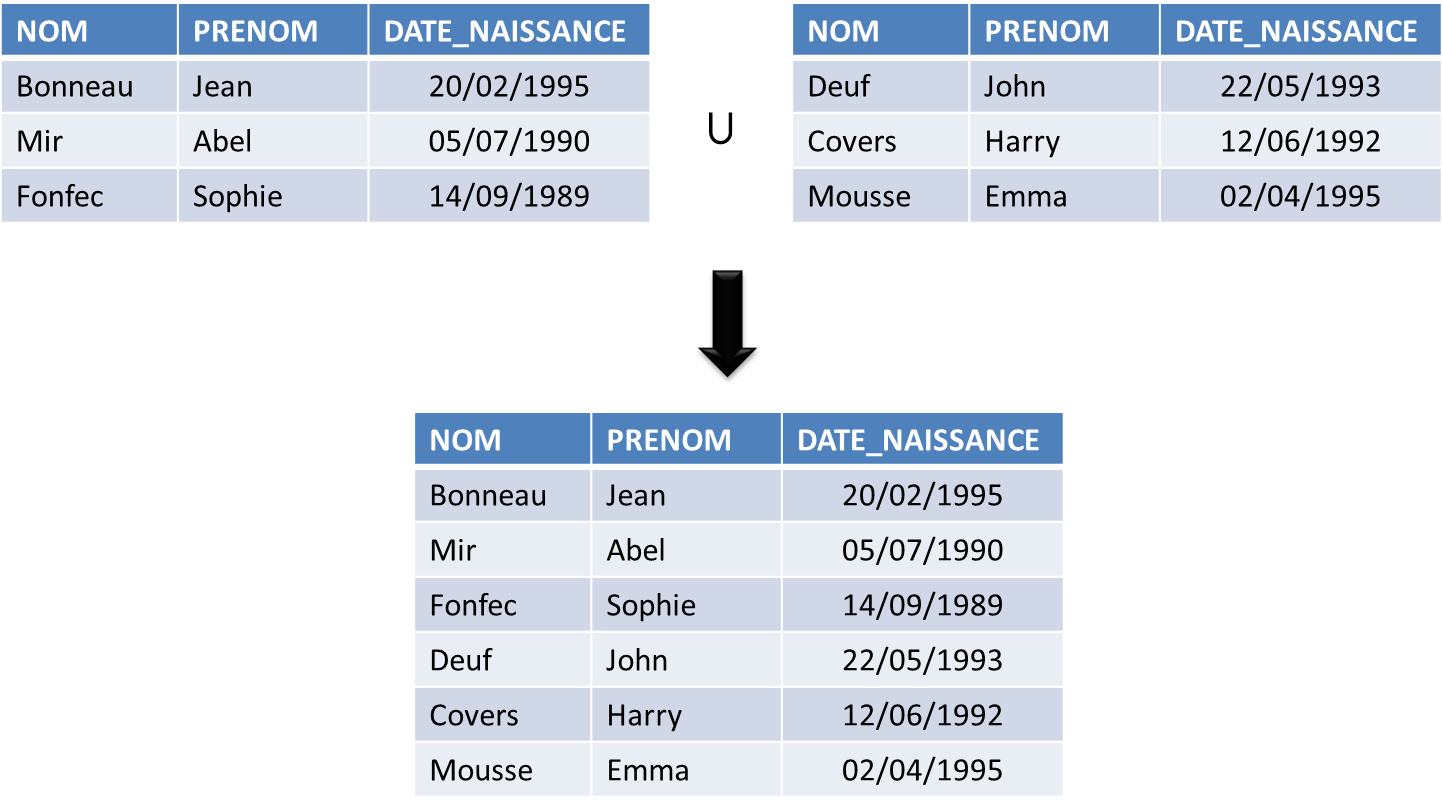 NOM PRENOM DATE_NAISSANCE
Bonneau Jean 20/02/1995
Mir Abel 05/07/1990
Fonfec Sophie 14/09/1989
U
NOM PRENOM DATE_NAISSANCE
Deuf John 22/05/1993
Covers Harry 12/06/1992
Mousse Emma 02/04/1995
NOM PRENOM DATE_NAISSANCE
Bonneau Jean 20/02/1995
Mir Abel 05/07/1990
Fonfec Sophie 14/09/1989
Deuf John 22/05/1993
Covers Harry 12/06/1992
Mousse Emma 02/04/1995